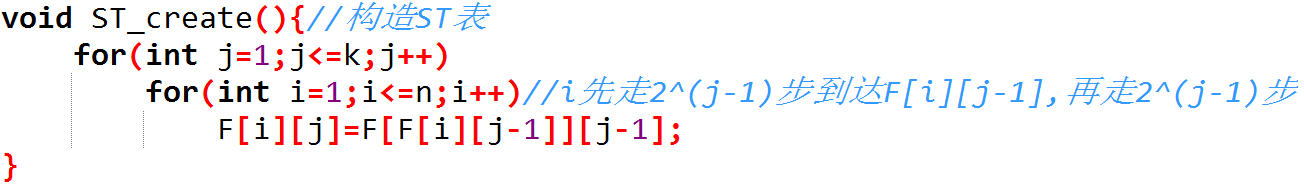 void ST_create(){//构造ST表
    for(int j=1;j<=k;j++)
        for(int i=1;i<=n;i++)//i先走2^(j-1)步到达F[i][j-1],再走2^(j-1)步
            F[i][j]=F[F[i][j-1]][j-1];
}